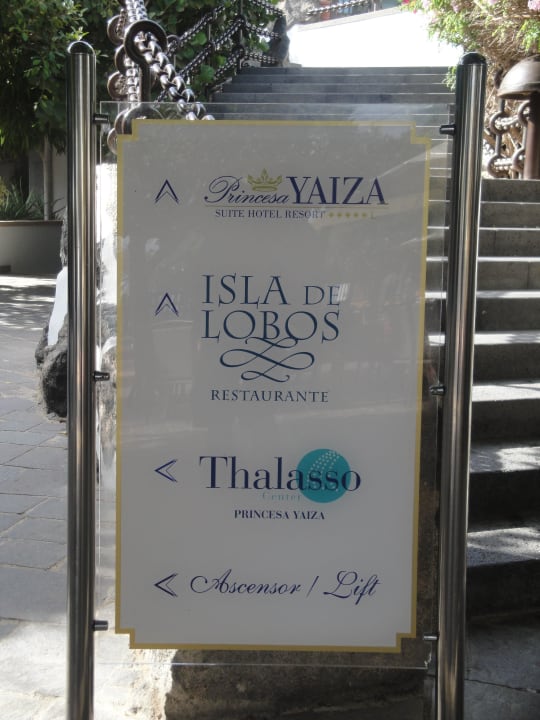 Princesa YAIZA
SUITE HOTEL RESORT ★★★★★ L
ISLA DE
LOBOS
RESTAURANTE
Thalasso
Center
PRINCESA YAIZA
Ascensor / Lift